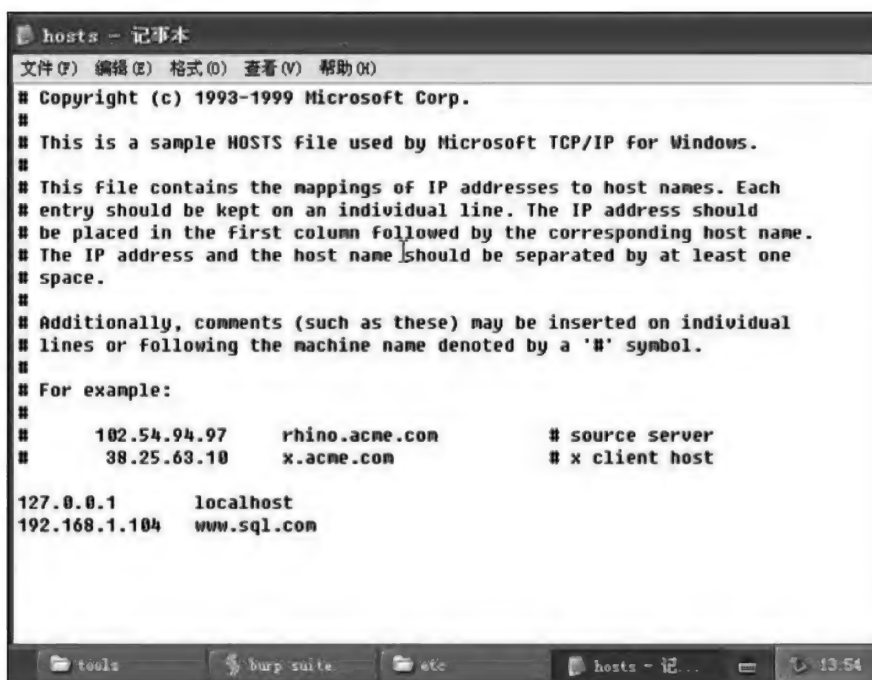 hosts - 记事本
文件(F) 编辑(E) 格式(O) 查看(V) 帮助(H)
# Copyright (c) 1993-1999 Microsoft Corp.
#
# This is a sample HOSTS file used by Microsoft TCP/IP for Windows.
#
# This file contains the mappings of IP addresses to host names. Each
# entry should be kept on an individual line. The IP address should
# be placed in the first column followed by the corresponding host name.
# The IP address and the host name should be separated by at least one
# space.
#
# Additionally, comments (such as these) may be inserted on individual
# lines or following the machine name denoted by a '#' symbol.
#
# For example:
#
#      102.54.94.97     rhino.acme.com          # source server
#       38.25.63.10     x.acme.com              # x client host
127.0.0.1       localhost
192.168.1.104   www.sql.com
tools burp suite etc hosts - 记... 13:54